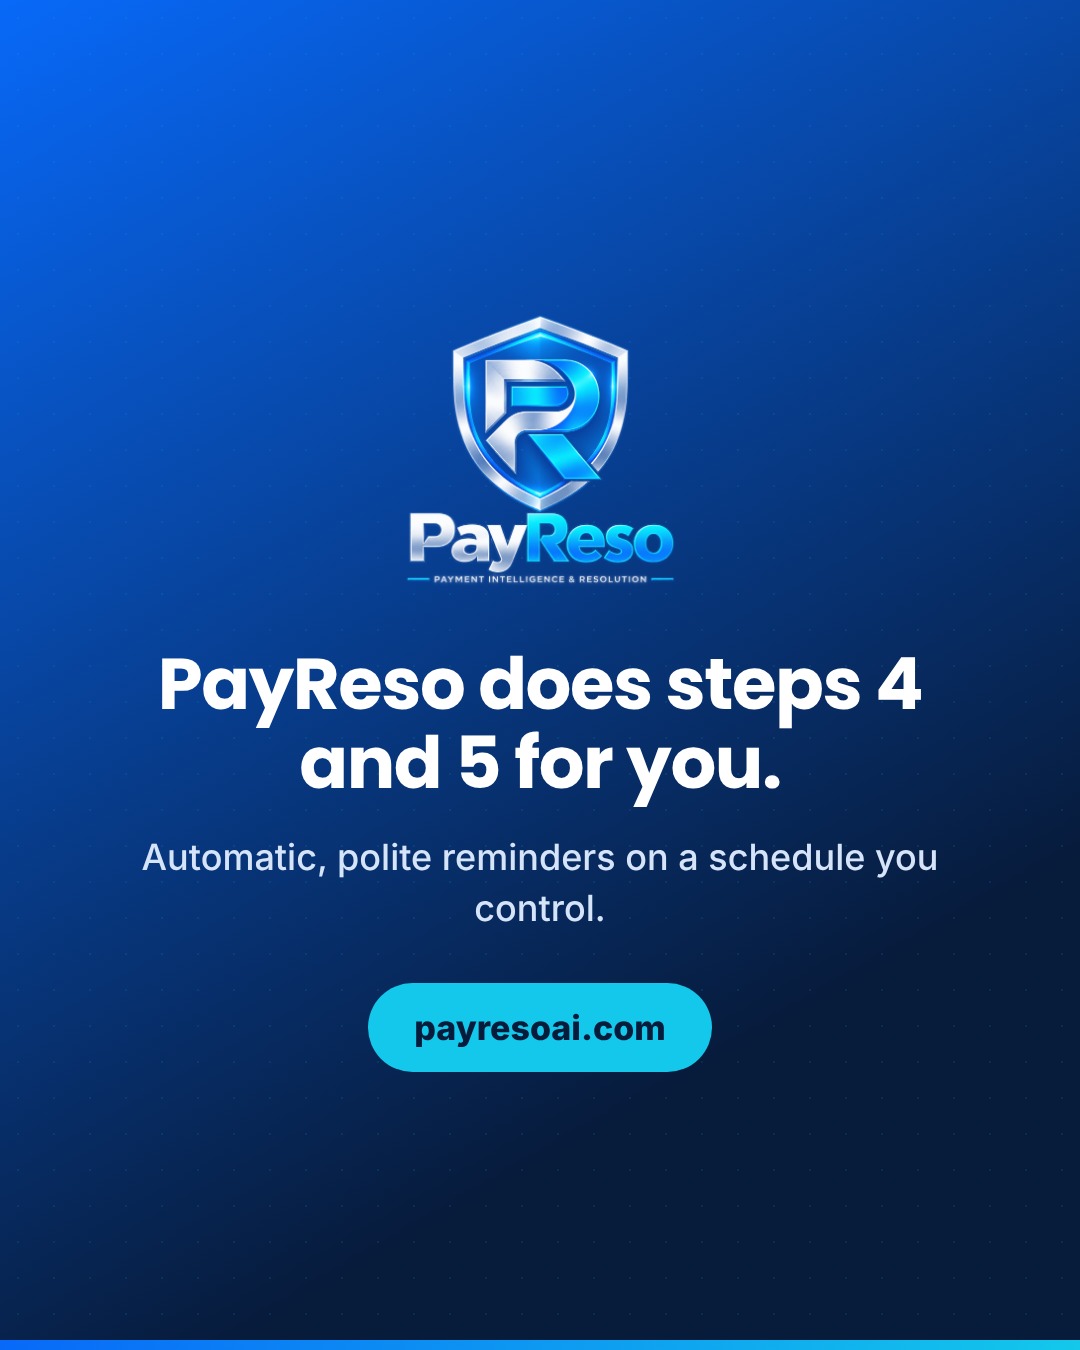 PayReso
PAYMENT INTELLIGENCE & RESOLUTION
PayReso does steps 4
and 5 for you.
Automatic, polite reminders on a schedule you
control.
payresoai.com